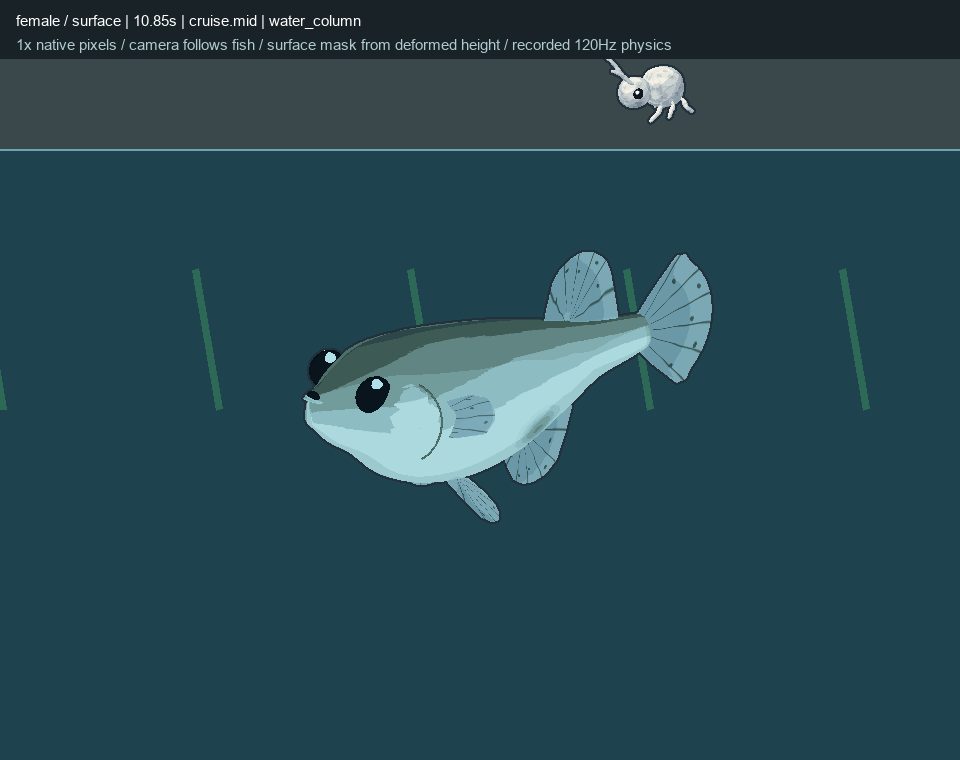 female / surface | 10.85s | cruise.mid | water_column
1x native pixels / camera follows fish / surface mask from deformed height / recorded 120Hz physics